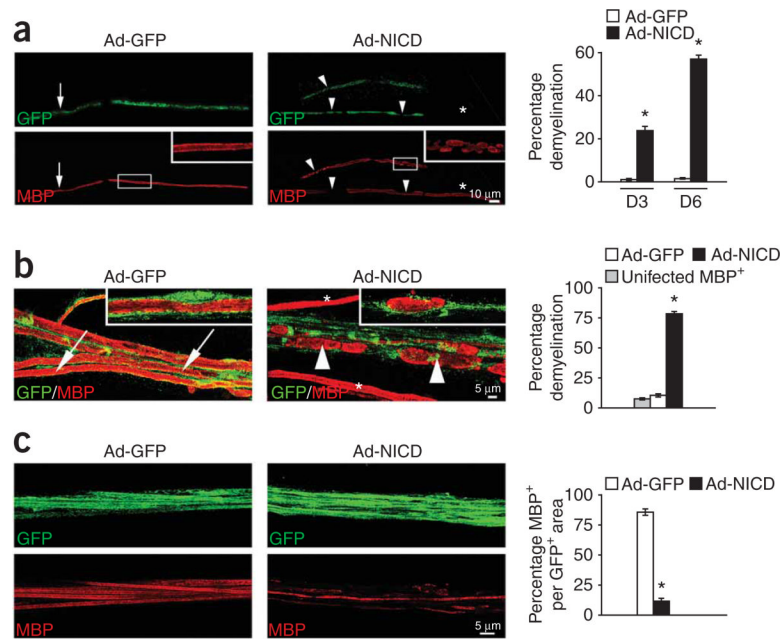 a
Ad-GFP
Ad-NICD
GFP
GFP
*
MBP
MBP
*
10 µm
Ad-GFP
Ad-NICD
Percentage
demyelination
60
40
20
0
*
*
D3
D6
b
Ad-GFP
Ad-NICD
GFP/MBP
GFP/MBP
*
*
5 µm
Ad-GFP
Ad-NICD
Unifected MBP+
Percentage
demyelination
75
50
25
0
*
c
Ad-GFP
Ad-NICD
GFP
GFP
MBP
MBP
5 µm
Ad-GFP
Ad-NICD
Percentage MBP+
per GFP+ area
100
75
50
25
0
*